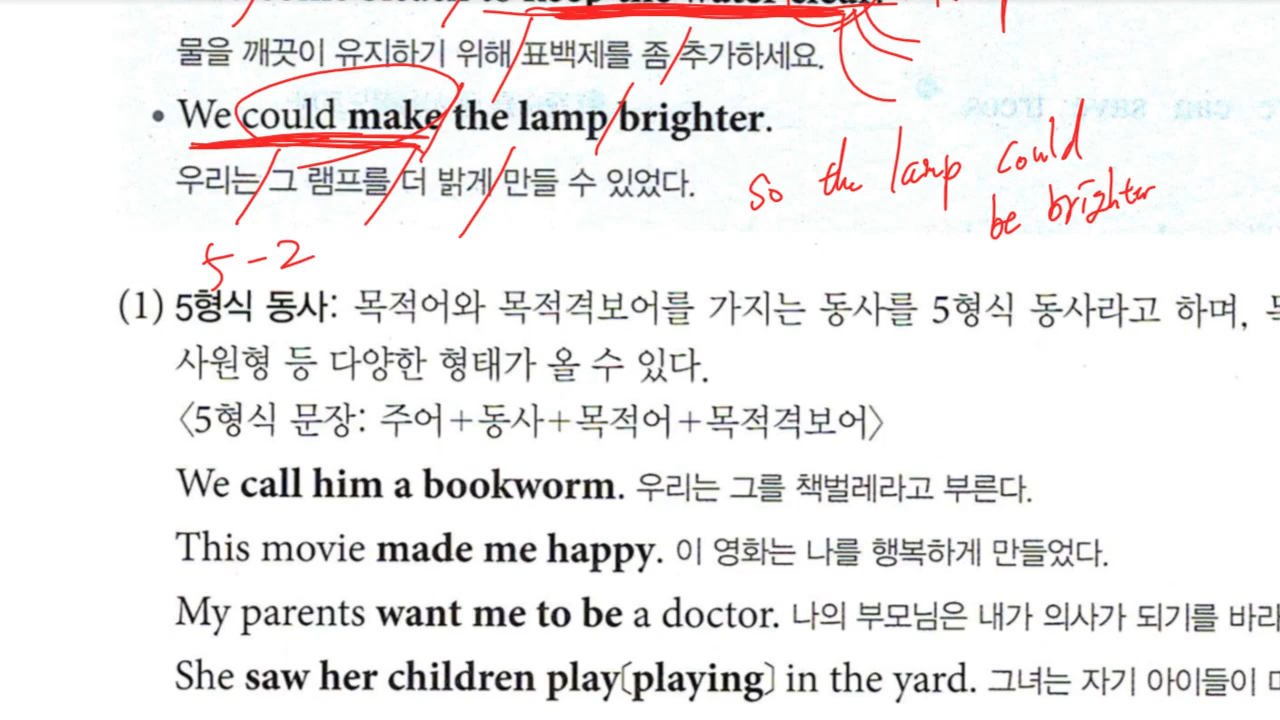 물을 깨끗이 유지하기 위해 표백제를 좀 추가하세요.
• We could make the lamp brighter.
우리는 그 램프를 더 밝게 만들 수 있었다.
so the lamp could
be brighter
5-2
(1) 5형식 동사: 목적어와 목적격보어를 가지는 동사를 5형식 동사라고 하며,
사원형 등 다양한 형태가 올 수 있다.
〈5형식 문장: 주어+동사+목적어+목적격보어〉
We call him a bookworm. 우리는 그를 책벌레라고 부른다.
This movie made me happy. 이 영화는 나를 행복하게 만들었다.
My parents want me to be a doctor. 나의 부모님은 내가 의사가 되기를 바라
She saw her children play(playing) in the yard. 그녀는 자기 아이들이